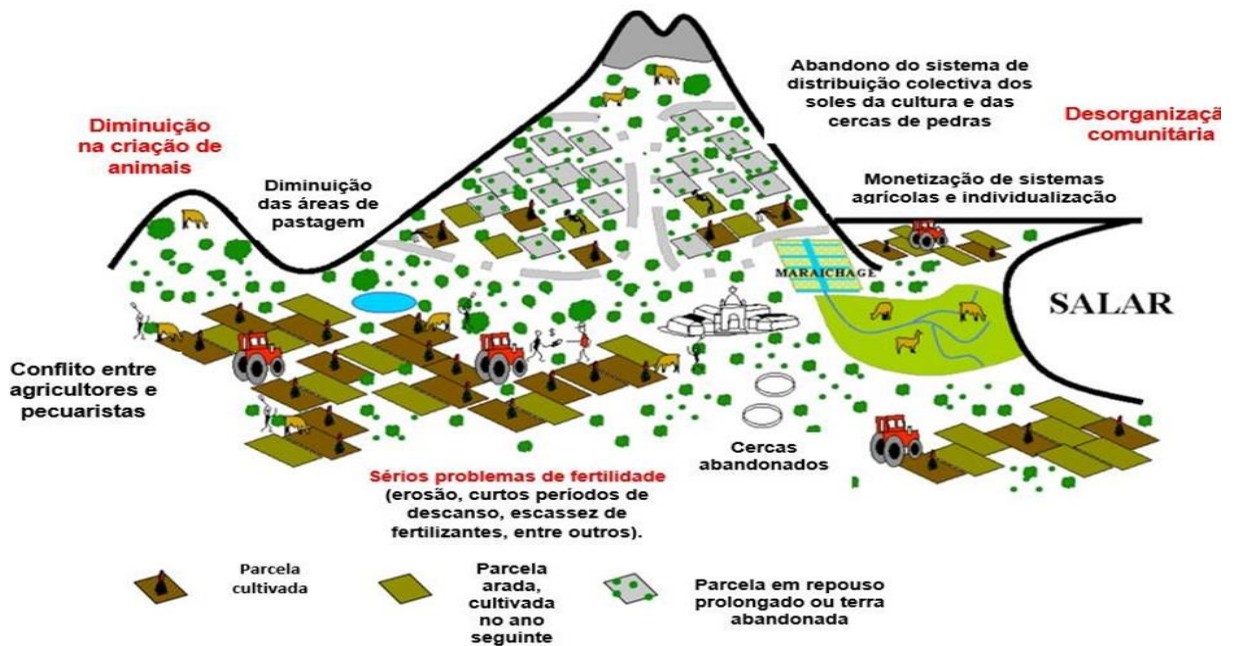 Diminuição
na criação de
animais
Diminuição
das áreas de
pastagem
Abandono do sistema de
distribuição colectiva dos
soles da cultura e das
cercas de pedras
Desorganizaçã
comunitária
Monetização de sistemas
agrícolas e individualização
MARAICHAGE
SALAR
Conflito entre
agricultores e
pecuaristas
Cercas
abandonados
Sérios problemas de fertilidade
(erosão, curtos períodos de
descanso, escassez de
fertilizantes, entre outros).
Parcela
cultivada
Parcela
arada,
cultivada
no ano
seguinte
Parcela em repouso
prolongado ou terra
abandonada